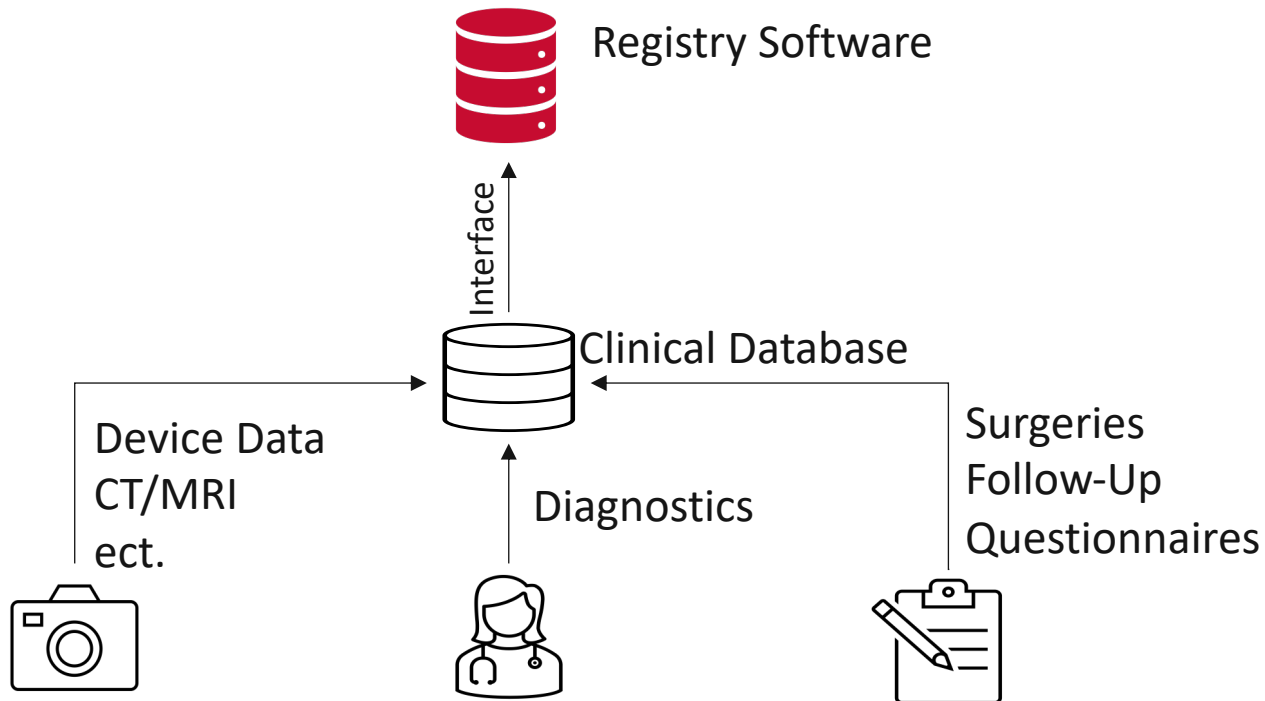 Registry Software
Interface
Clinical Database
Device Data
CT/MRI
ect.
Diagnostics
Surgeries
Follow-Up
Questionnaires